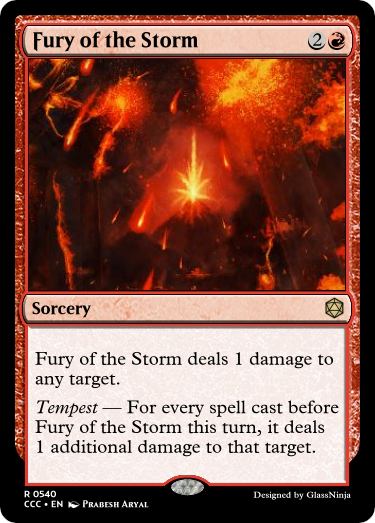 Fury of the Storm 2
Sorcery
Fury of the Storm deals 1 damage to
any target.
Tempest — For every spell cast before
Fury of the Storm this turn, it deals
1 additional damage to that target.
R 0540
CCC • EN Prabesh Aryal
Designed by GlassNinja